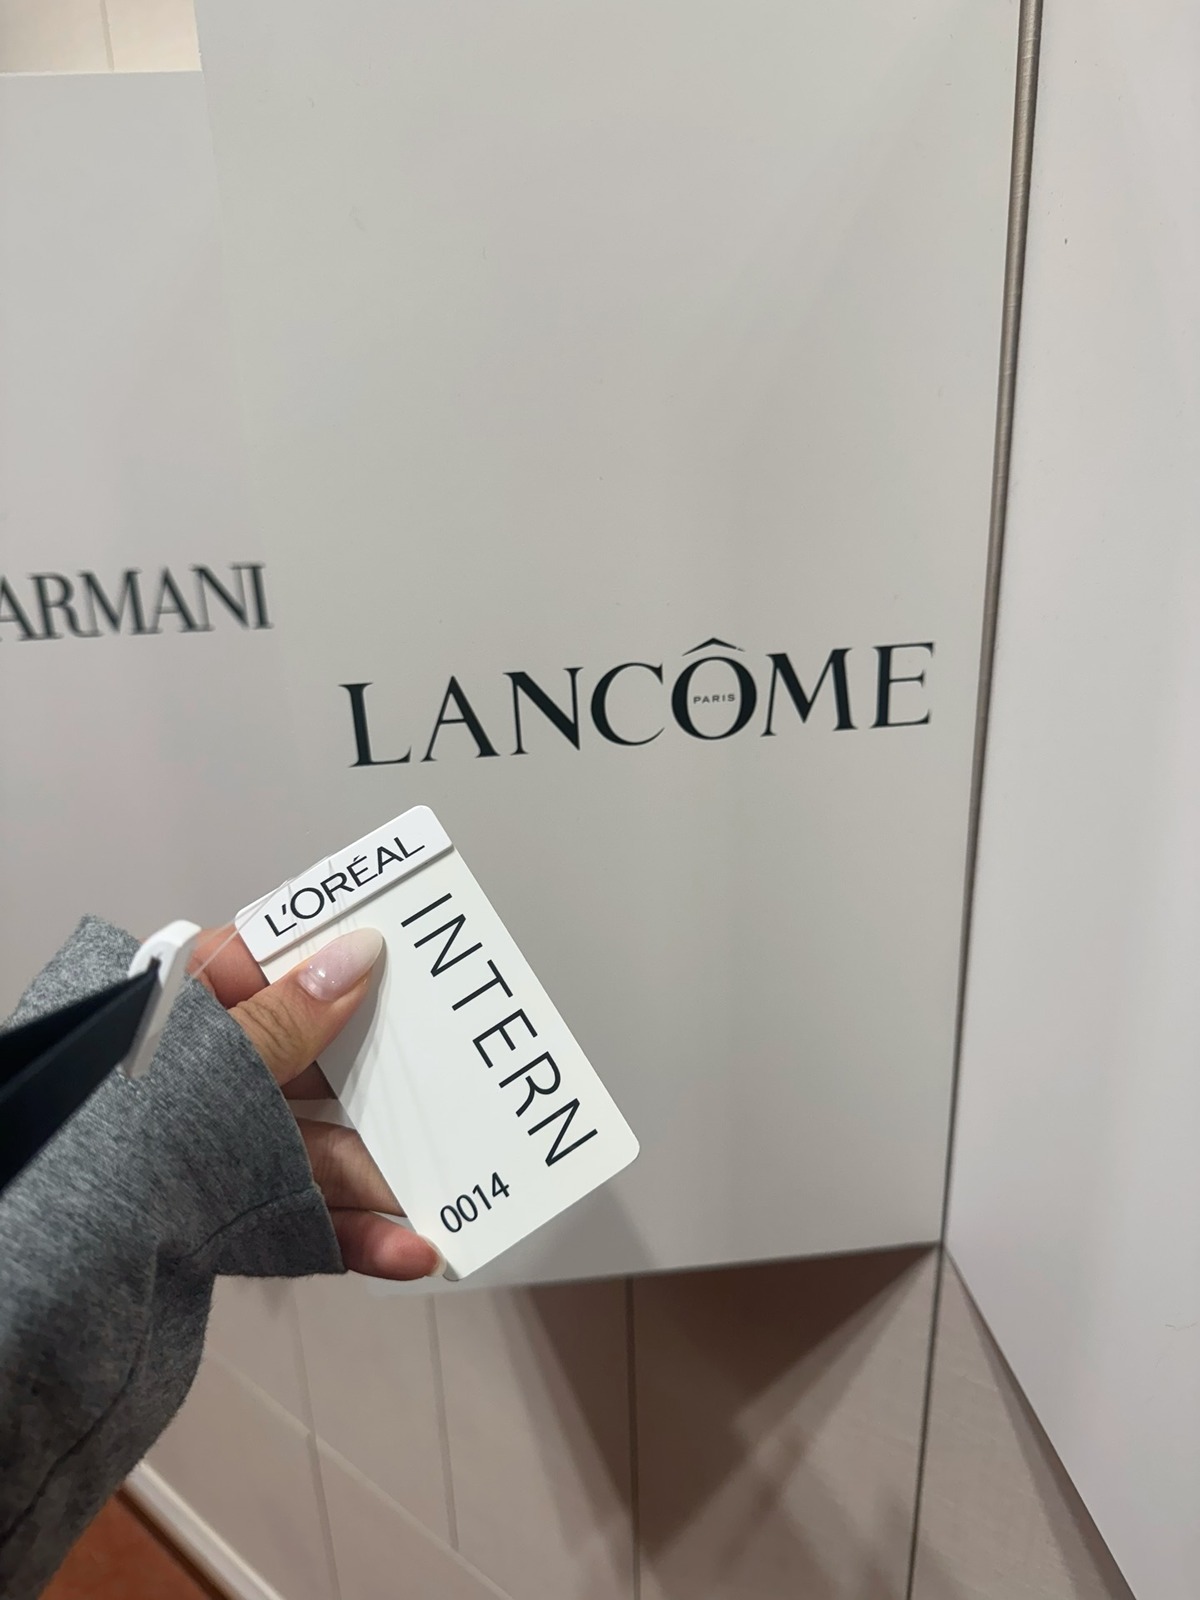 ARMANI
LANCÔME
PARIS
L'ORÉAL
INTERN
0014